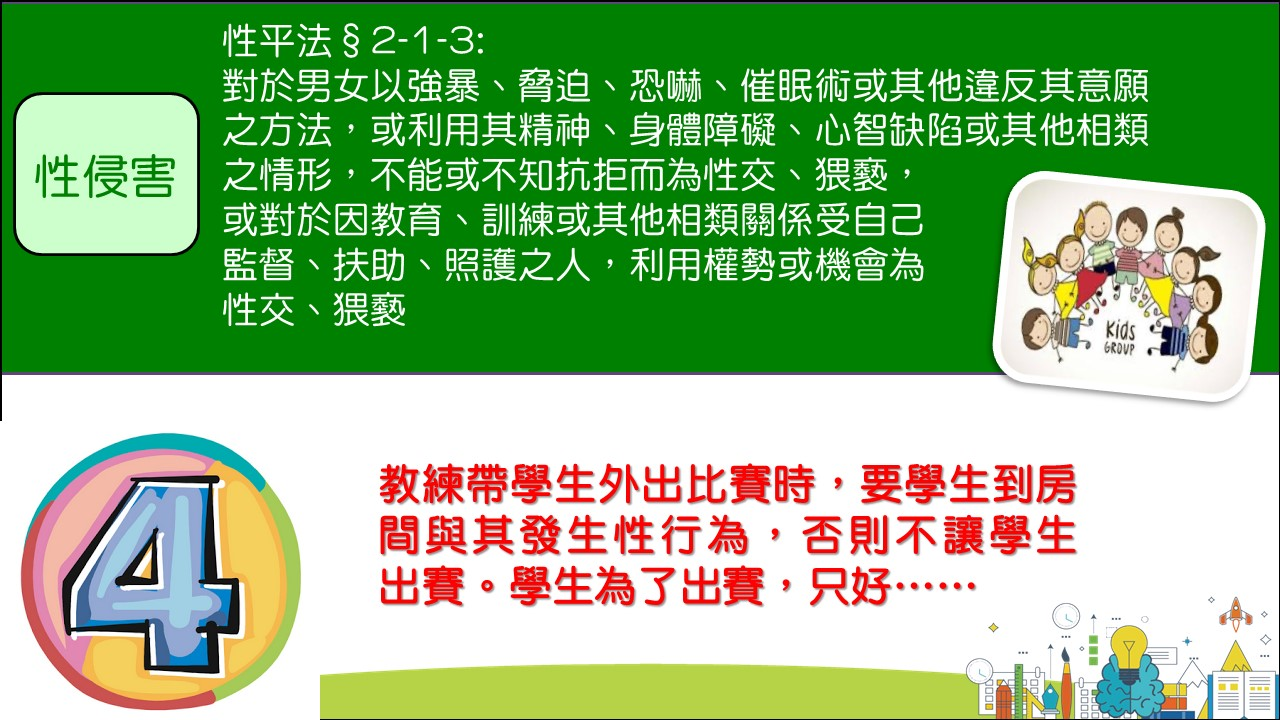 性平法§2-1-3:
對於男女以強暴、脅迫、恐嚇、催眠術或其他違反其意願
之方法，或利用其精神、身體障礙、心智缺陷或其他相類
之情形，不能或不知抗拒而為性交、猥褻，
或對於因教育、訓練或其他相類關係受自己
監督、扶助、照護之人，利用權勢或機會為
性交、猥褻
性侵害
Kids
GROUP
4
教練帶學生外出比賽時，要學生到房
間與其發生性行為，否則不讓學生
出賽。學生為了出賽，只好……